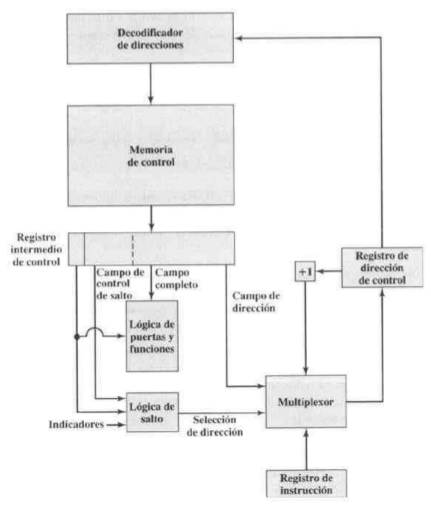 Decodificador
de direcciones
Memoria
de control
Registro
intermedio
de control
Campo de
control
de salto
Campo
completo
Campo de
dirección
+1
Registro de
dirección
de control
Lógica de
puertas y
funciones
Lógica de
salto
Indicadores
Selección
de dirección
Multiplexor
Registro de
instrucción